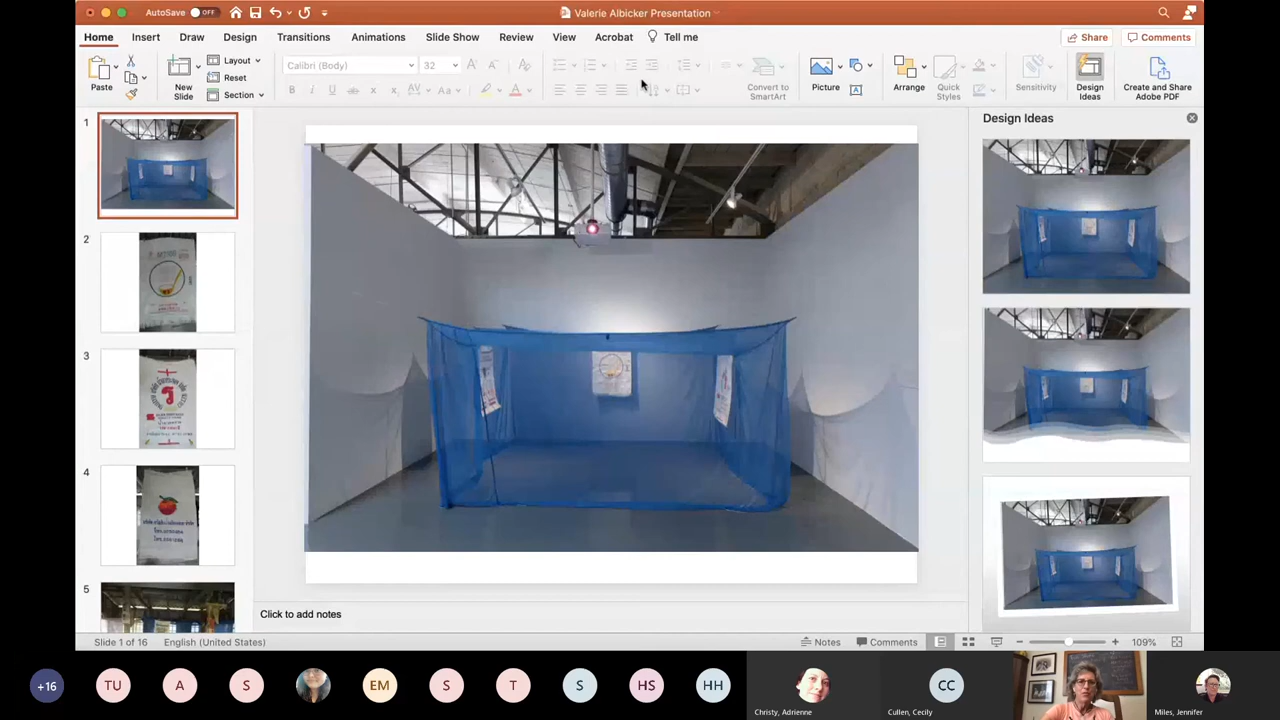 AutoSave OFF
Valerie Albicker Presentation
Home Insert Draw Design Transitions Animations Slide Show Review View Acrobat Tell me
Share Comments
Paste
New
Slide
Layout
Reset
Section
Calibri (Body) 32
Convert to
SmartArt
Picture
Arrange
Quick
Styles
Sensitivity
Design
Ideas
Create and Share
Adobe PDF
1
2
3
4
5
Design Ideas
Click to add notes
Slide 1 of 16 English (United States)
Notes Comments 109%
+16 TU A S EM S T S HS HH CC
Christy, Adrienne
Cullen, Cecily
Miles, Jennifer